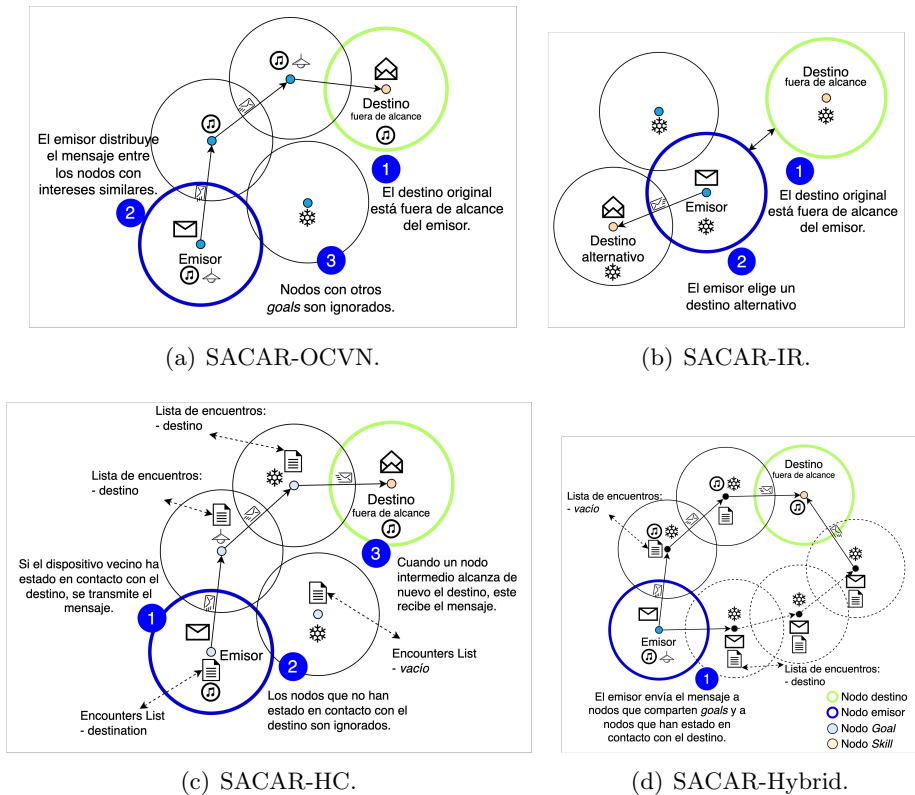 Destino
fuera de alcance
1
El destino original
está fuera de alcance
del emisor.
El emisor distribuye
el mensaje entre
los nodos con
intereses similares.
2
Emisor
3
Nodos con otros
goals son ignorados.
(a) SACAR-OCVN.
Destino
fuera de alcance
1
El destino original
está fuera de alcance
del emisor.
Emisor
Destino
alternativo
2
El emisor elige un
destino alternativo
(b) SACAR-IR.
Lista de encuentros:
- destino
Lista de encuentros:
- destino
Destino
fuera de alcance
3
Cuando un nodo
intermedio alcanza de
nuevo el destino, este
recibe el mensaje.
Si el dispositivo vecino ha
estado en contacto con el
destino, se transmite el
mensaje.
1
Emisor
2
Encounters List
- vacío
Los nodos que no han
estado en contacto con el
destino son ignorados.
Encounters List
- destination
(c) SACAR-HC.
Destino
fuera de alcance
Lista de encuentros:
- vacío
Emisor
1
Lista de encuentros:
- destino
El emisor envía el mensaje a
nodos que comparten goals y a
nodos que han estado en
contacto con el destino.
Nodo destino
Nodo emisor
Nodo Goal
Nodo Skill
(d) SACAR-Hybrid.